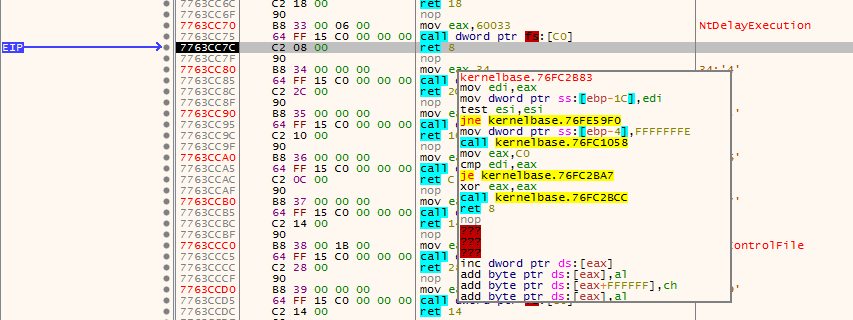 7763CC6C C2 18 00 ret 18
7763CC6F 90 nop
7763CC70 B8 33 00 06 00 mov eax,60033 NtDelayExecution
7763CC75 64 FF 15 C0 00 00 00 call dword ptr fs:[C0]
EIP 7763CC7C C2 08 00 ret 8
7763CC7F 90 nop
7763CC80 B8 34 00 00 00 mov eax,34 34:'4'
7763CC85 64 FF 15 C0 00 00 00 call
7763CC8C C2 2C 00 ret
7763CC8F 90 nop
7763CC90 B8 35 00 00 00 mov
7763CC95 64 FF 15 C0 00 00 00 call
7763CC9C C2 10 00 ret
7763CC9F 90 nop
7763CCA0 B8 36 00 00 00 mov
7763CCA5 64 FF 15 C0 00 00 00 call
7763CCAC C2 0C 00 ret C
7763CCAF 90 nop
7763CCB0 B8 37 00 00 00 mov
7763CCB5 64 FF 15 C0 00 00 00 call
7763CCBC C2 14 00 ret
7763CCBF 90 nop
7763CCC0 B8 38 00 1B 00 mov ontrolFile
7763CCC5 64 FF 15 C0 00 00 00 call
7763CCCC C2 28 00 ret
7763CCCF 90 nop
7763CCD0 B8 39 00 00 00 mov
7763CCD5 64 FF 15 C0 00 00 00 call
7763CCDC C2 14 00 ret 14
nop
kernelbase.76FC2B83
mov edi,eax
mov dword ptr ss:[ebp-1C],edi
test esi,esi
jne kernelbase.76FE59F0
mov dword ptr ss:[ebp-4],FFFFFFFE
call kernelbase.76FC1058
mov eax,C0
cmp edi,eax
je kernelbase.76FC2BA7
xor eax,eax
call kernelbase.76FC2BCC
ret 8
nop
???
???
???
inc dword ptr ds:[eax]
add byte ptr ds:[eax],al
add byte ptr ds:[eax+FFFFFF],ch
add byte ptr ds:[eax],al